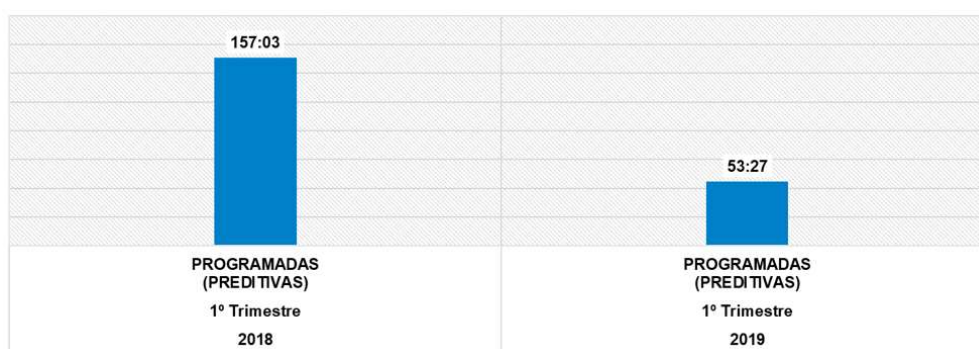 157:03
53:27
PROGRAMADAS
(PREDITIVAS)
1º Trimestre
2018
PROGRAMADAS
(PREDITIVAS)
1º Trimestre
2019